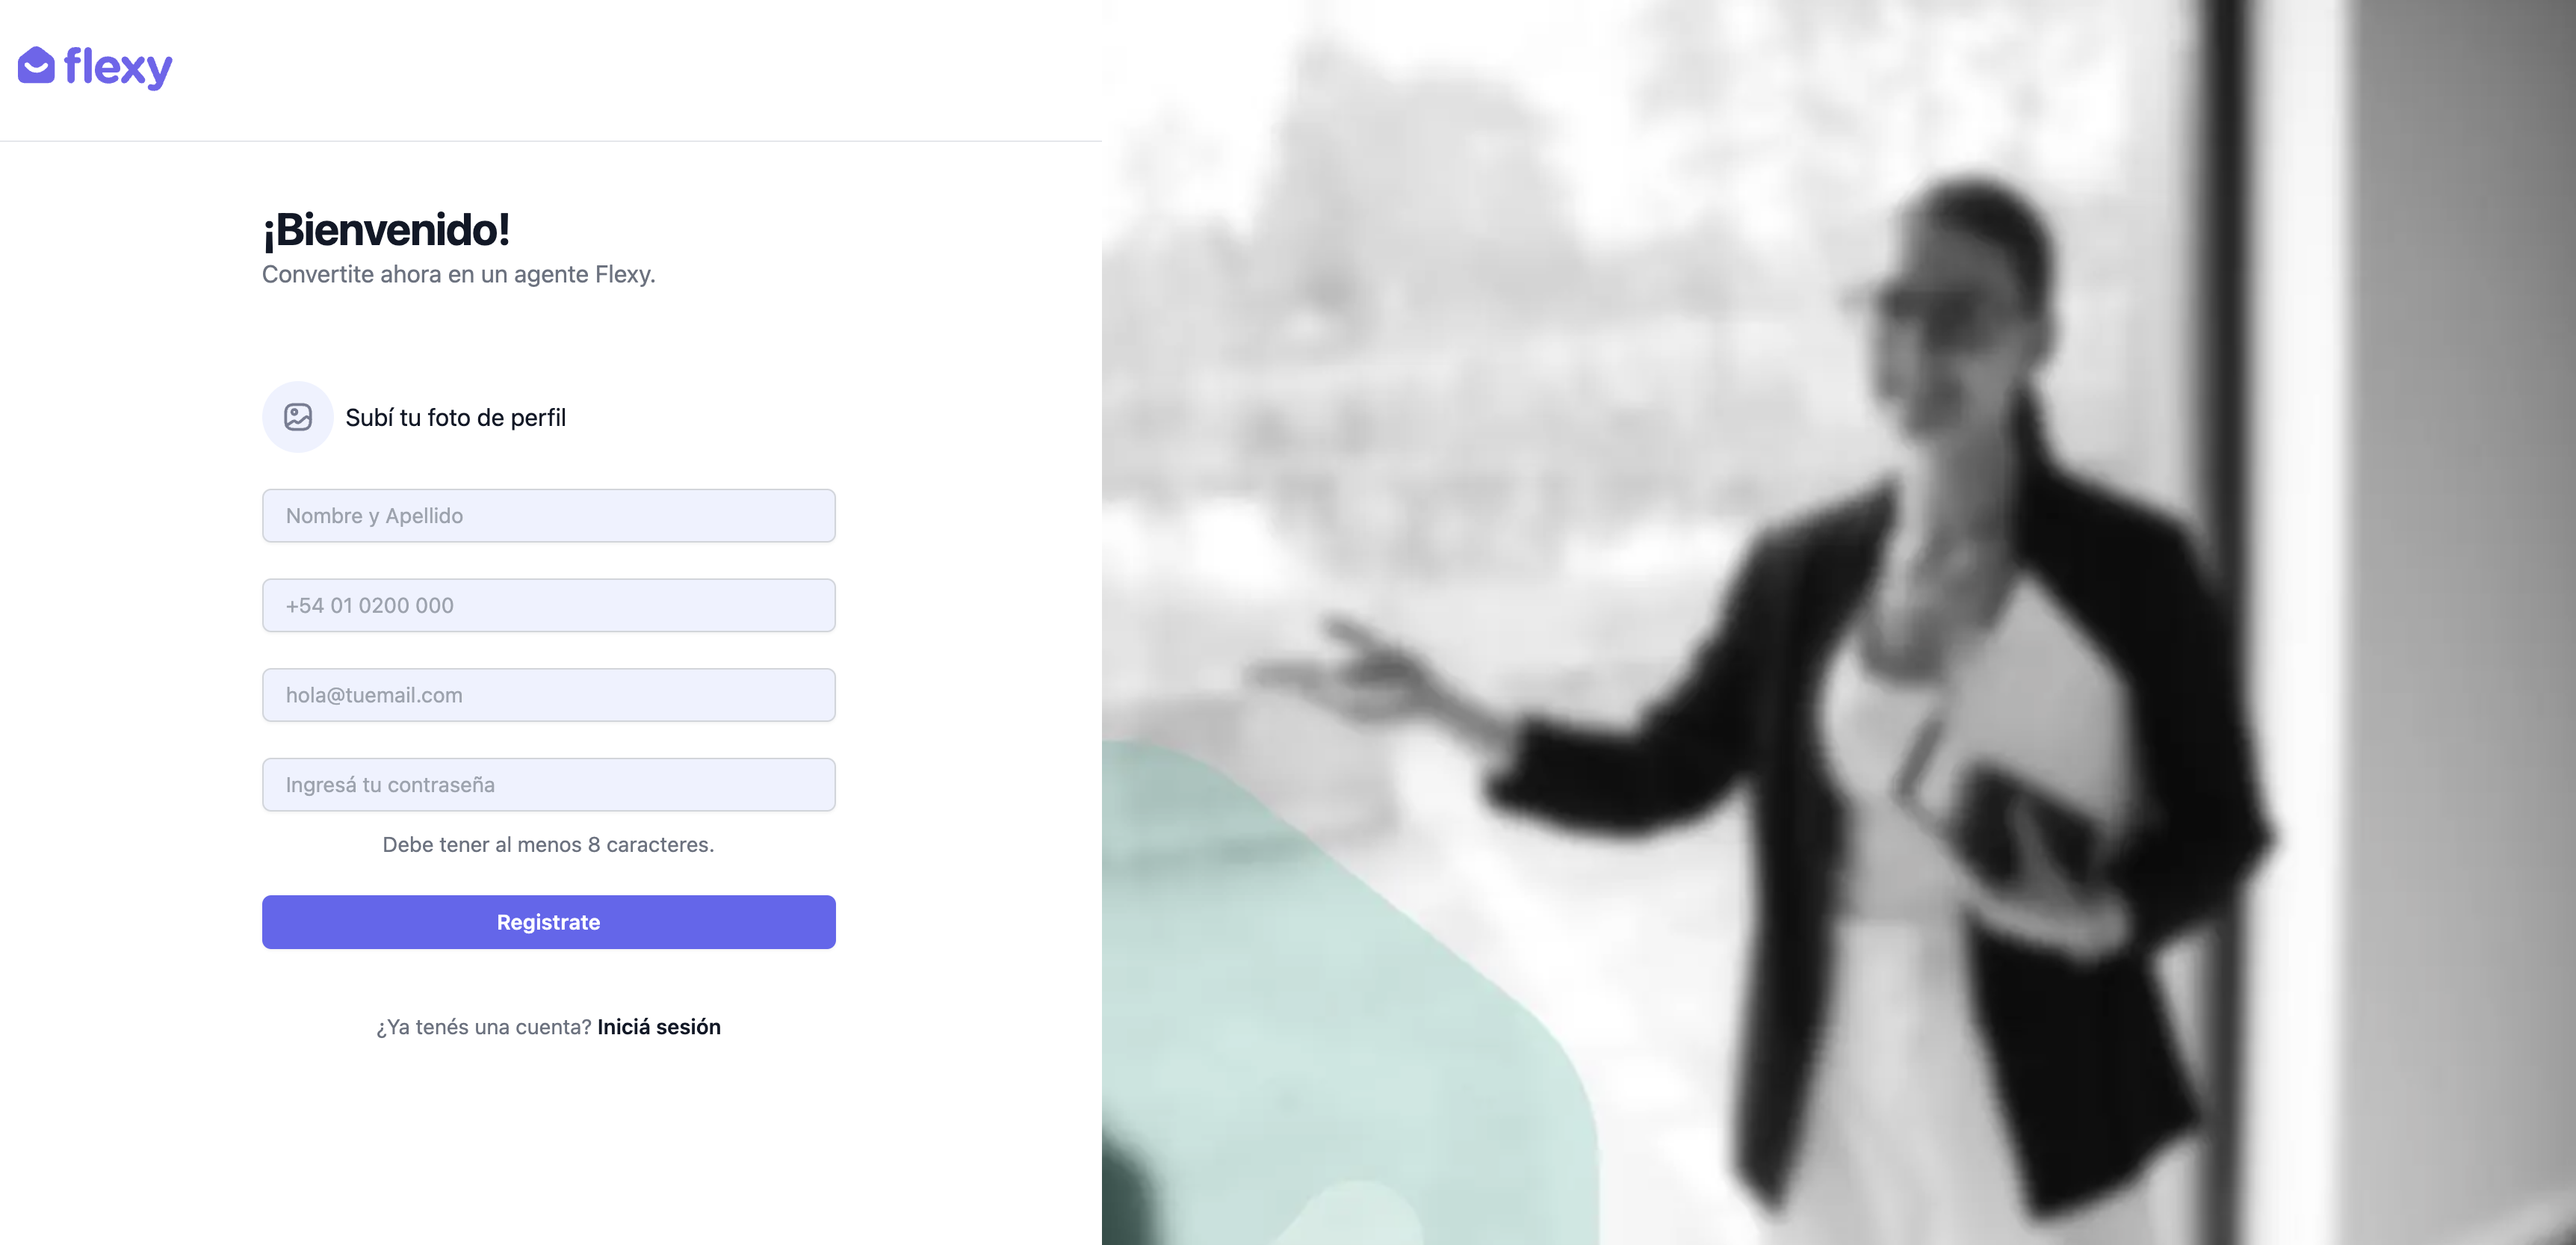 flexy
¡Bienvenido!
Convertite ahora en un agente Flexy.
Subí tu foto de perfil
Nombre y Apellido
+54 01 0200 000
hola@tuemail.com
Ingresá tu contraseña
Debe tener al menos 8 caracteres.
Registrate
¿Ya tenés una cuenta? Iniciá sesión